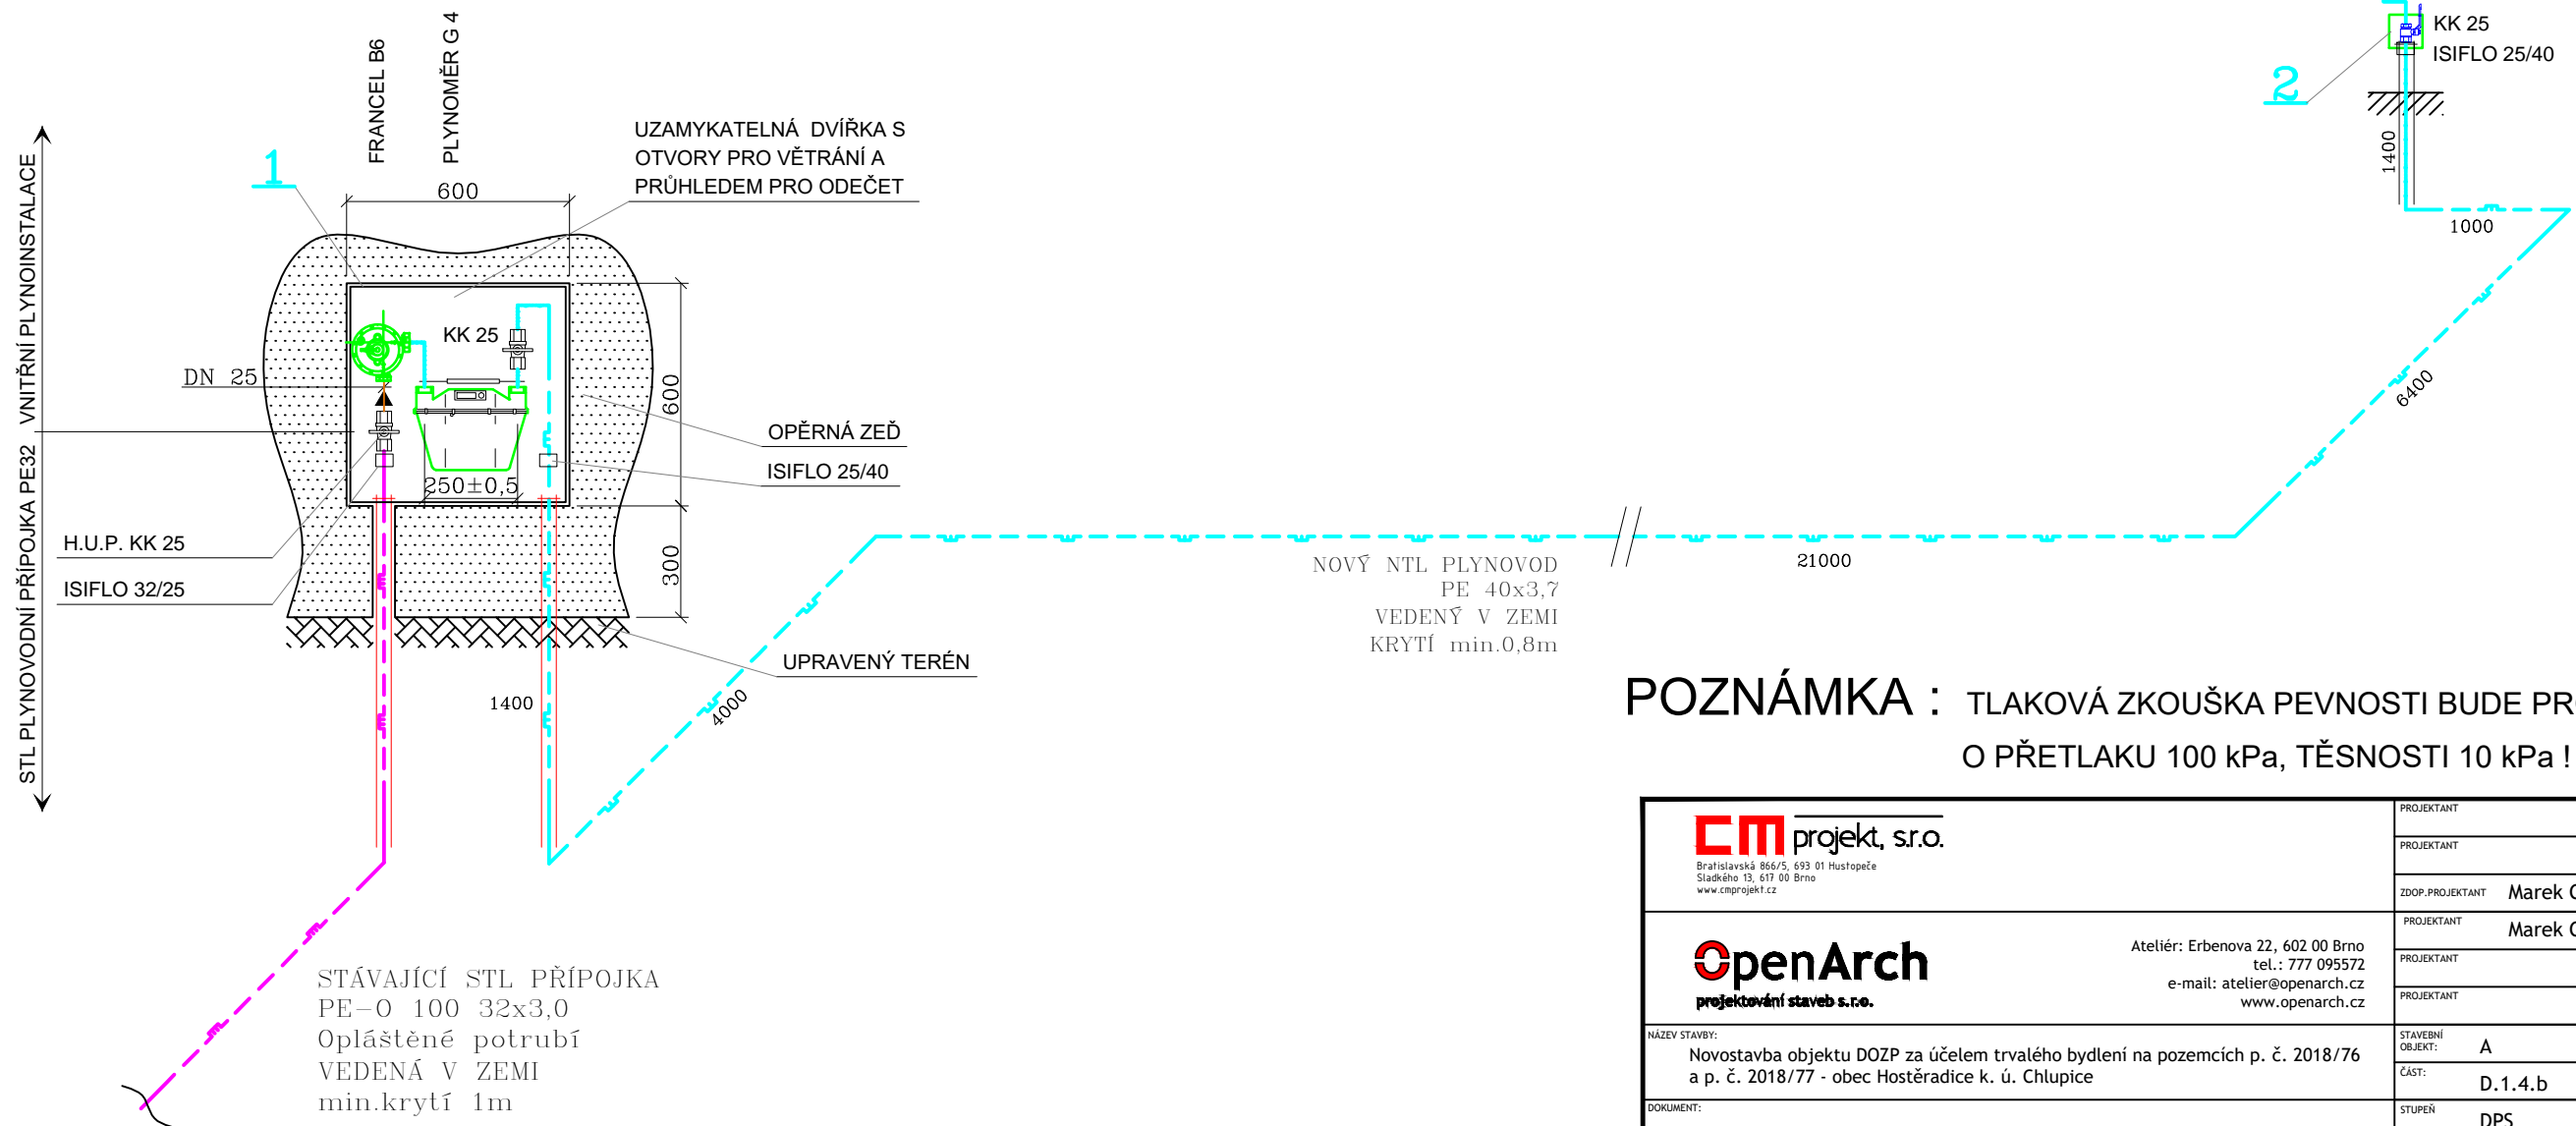 STL PLYNOVODNÍ PŘÍPOJKA PE32 VNITŘNÍ PLYNOINSTALACE
FRANCEL B6
PLYNOMĚR G 4
1
600
UZAMYKATELNÁ DVÍŘKA S
OTVORY PRO VĚTRÁNÍ A
PRŮHLEDEM PRO ODEČET
KK 25
DN 25
600
OPĚRNÁ ZEĎ
ISIFLO 25/40
250±0,5
H.U.P. KK 25
ISIFLO 32/25
300
UPRAVENÝ TERÉN
1400
4000
STÁVAJÍCÍ STL PŘÍPOJKA
PE-O 100 32x3,0
Opláštěné potrubí
VEDENÁ V ZEMI
min.krytí 1m
KK 25
ISIFLO 25/40
2
1400
1000
6400
21000
NOVÝ NTL PLYNOVOD
PE 40x3,7
VEDENÝ V ZEMI
KRYTÍ min.0,8m
POZNÁMKA : TLAKOVÁ ZKOUŠKA PEVNOSTI BUDE
O PŘETLAKU 100 kPa, TĚSNOSTI 10 kPa !
CM projekt, s.r.o.
Bratislavská 866/5, 693 01 Hustopeče
Sladkého 13, 617 00 Brno
www.cmprojekt.cz
PROJEKTANT
PROJEKTANT
ZDOP.PROJEKTANT Marek
PROJEKTANT Marek
PROJEKTANT
PROJEKTANT
OpenArch
projektování staveb s.r.o.
Ateliér: Erbenova 22, 602 00 Brno
tel.: 777 095572
e-mail: atelier@openarch.cz
www.openarch.cz
NÁZEV STAVBY:
Novostavba objektu DOZP za účelem trvalého bydlení na pozemcích p. č. 2018/76
a p. č. 2018/77 - obec Hostěradice k. ú. Chlupice
STAVEBNÍ
OBJEKT: A
ČÁST: D.1.4.b
DOKUMENT:
STUPEŇ DPS